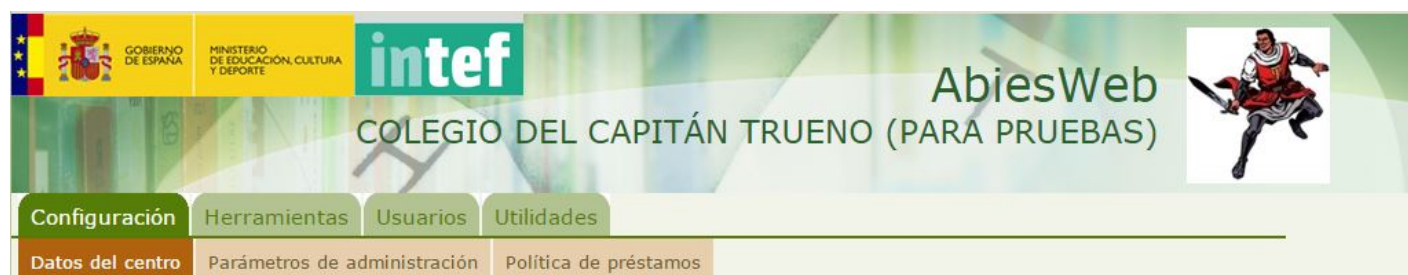 GOBIERNO
DE ESPAÑA
MINISTERIO
DE EDUCACIÓN, CULTURA
Y DEPORTE
intef
AbiesWeb
COLEGIO DEL CAPITÁN TRUENO (PARA PRUEBAS)
Configuración Herramientas Usuarios Utilidades
Datos del centro Parámetros de administración Política de préstamos